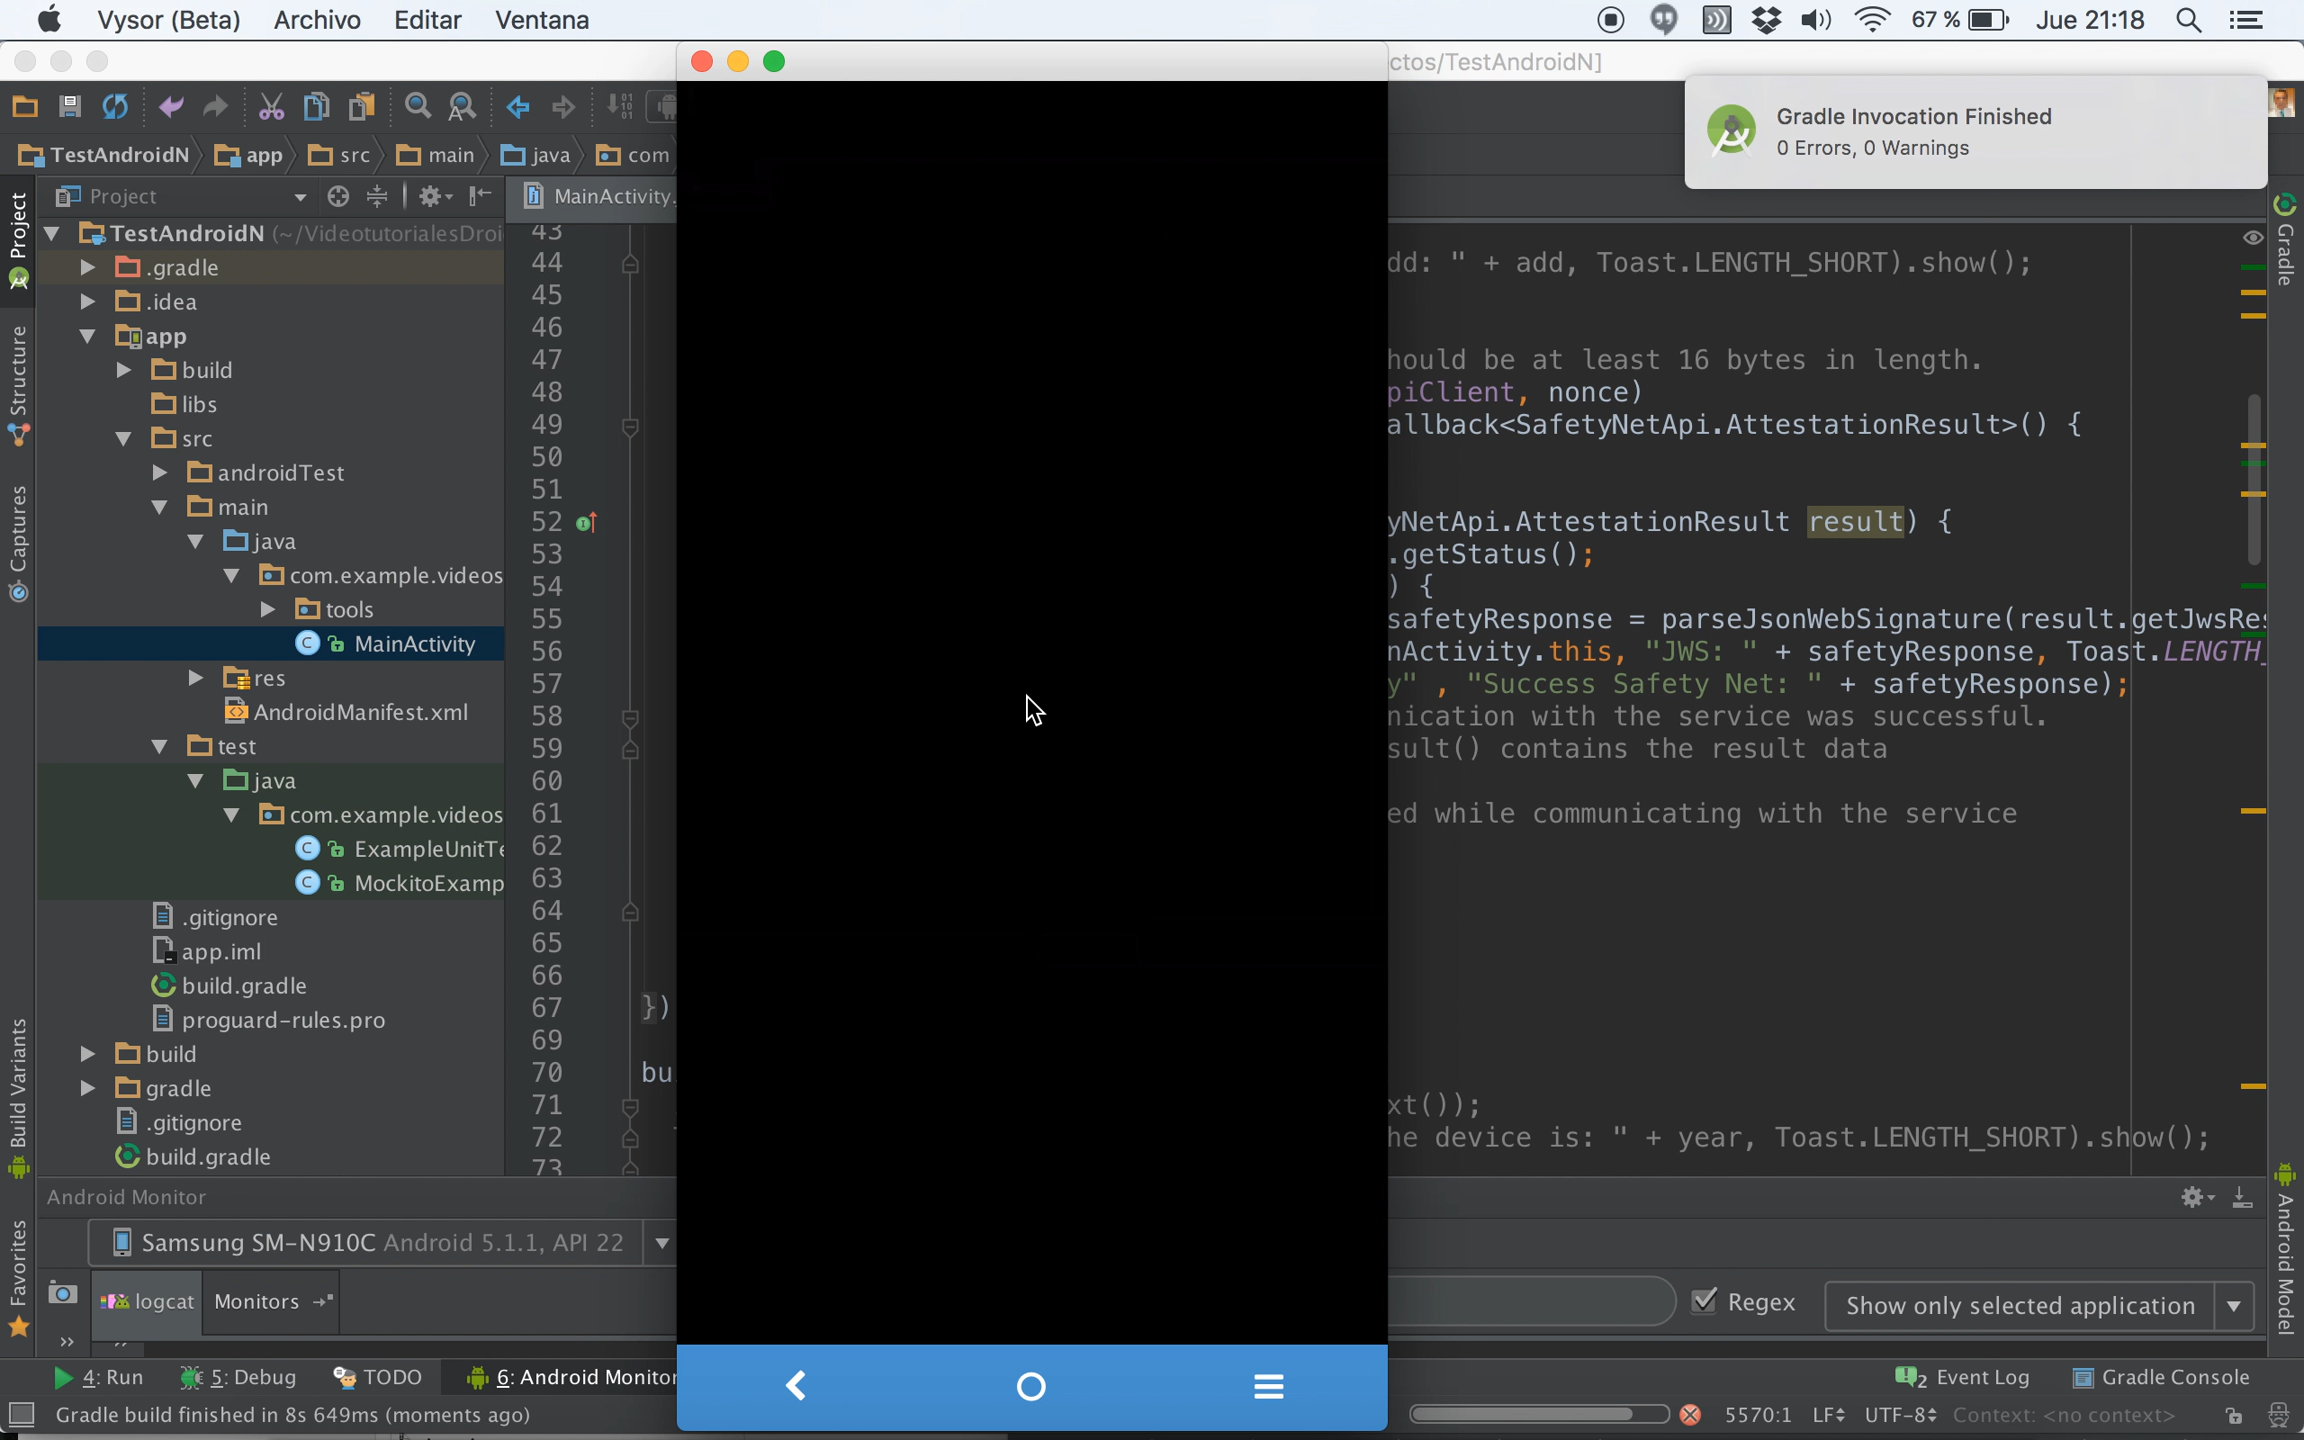 Vysor (Beta) Archivo Editar Ventana 67 % Jue 21:18
ctos/TestAndroidN]
Gradle Invocation Finished
0 Errors, 0 Warnings
TestAndroidN app src main java com
Project MainActivity.
TestAndroidN (~/VideotutorialesDroi
.gradle
.idea
app
build
libs
src
androidTest
main
java
com.example.videos
tools
MainActivity
res
AndroidManifest.xml
test
java
com.example.videos
ExampleUnitTe
MockitoExamp
.gitignore
app.iml
build.gradle
proguard-rules.pro
build
gradle
.gitignore
build.gradle
Project
Structure
Captures
Build Variants
Favorites
43
44 dd: " + add, Toast.LENGTH_SHORT).show();
45
46
47 hould be at least 16 bytes in length.
48 piClient, nonce)
49 allback<SafetyNetApi.AttestationResult>() {
50
51
52 yNetApi.AttestationResult result) {
53 .getStatus();
54 ) {
55 safetyResponse = parseJsonWebSignature(result.getJwsRes
56 nActivity.this, "JWS: " + safetyResponse, Toast.LENGTH_
57 y" , "Success Safety Net: " + safetyResponse);
58 nication with the service was successful.
59 sult() contains the result data
60
61 ed while communicating with the service
62
63
64
65
66
67 })
69
70 bu
71 xt());
72 he device is: " + year, Toast.LENGTH_SHORT).show();
73
Gradle
Android Model
Android Monitor
Samsung SM-N910C Android 5.1.1, API 22
logcat Monitors Regex Show only selected application
4: Run 5: Debug TODO 6: Android Monitor Event Log Gradle Console
Gradle build finished in 8s 649ms (moments ago) 5570:1 LF UTF-8 Context: <no context>